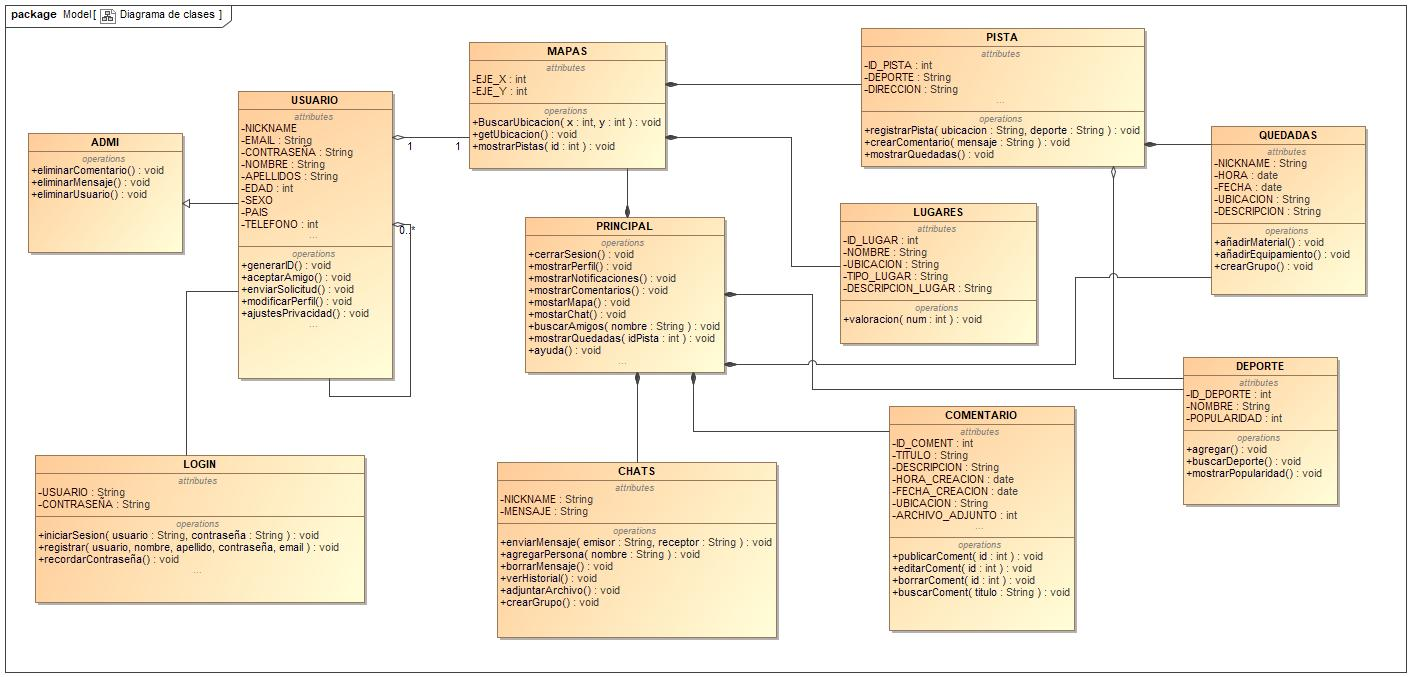 package Model [ Diagrama de clases ]
ADMI
operations
+eliminarComentario() : void
+eliminarMensaje() : void
+eliminarUsuario() : void
USUARIO
attributes
-NICKNAME
-EMAIL : String
-CONTRASEÑA : String
-NOMBRE : String
-APELLIDOS : String
-EDAD : int
-SEXO
-PAIS
-TELEFONO : int
...
operations
+generarID() : void
+aceptarAmigo() : void
+enviarSolicitud() : void
+modificarPerfil() : void
+ajustesPrivacidad() : void
...
1
1
0..*
MAPAS
attributes
-EJE_X : int
-EJE_Y : int
operations
+BuscarUbicacion( x : int, y : int ) : void
+getUbicacion() : void
+mostrarPistas( id : int ) : void
PISTA
attributes
-ID_PISTA : int
-DEPORTE : String
-DIRECCION : String
...
operations
+registrarPista( ubicacion : String, deporte : String ) : void
+crearComentario( mensaje : String ) : void
+mostrarQuedadas() : void
QUEDADAS
attributes
-NICKNAME : String
-HORA : date
-FECHA : date
-UBICACION : String
-DESCRIPCION : String
operations
+añadirMaterial() : void
+añadirEquipamiento() : void
+crearGrupo() : void
PRINCIPAL
operations
+cerrarSesion() : void
+mostrarPerfil() : void
+mostrarNotificaciones() : void
+mostrarComentarios() : void
+mostarMapa() : void
+mostarChat() : void
+buscarAmigos( nombre : String ) : void
+mostrarQuedadas( idPista : int ) : void
+ayuda() : void
...
LUGARES
attributes
-ID_LUGAR : int
-NOMBRE : String
-UBICACION : String
-TIPO_LUGAR : String
-DESCRIPCION_LUGAR : String
operations
+valoracion( num : int ) : void
DEPORTE
attributes
-ID_DEPORTE : int
-NOMBRE : String
-POPULARIDAD : int
operations
+agregar() : void
+buscarDeporte() : void
+mostrarPopularidad() : void
LOGIN
attributes
-USUARIO : String
-CONTRASEÑA : String
operations
+iniciarSesion( usuario : String, contraseña : String ) : void
+registrar( usuario, nombre, apellido, contraseña, email ) : void
+recordarContraseña() : void
...
CHATS
attributes
-NICKNAME : String
-MENSAJE : String
operations
+enviarMensaje( emisor : String, receptor : String ) : void
+agregarPersona( nombre : String ) : void
+borrarMensaje() : void
+verHistorial() : void
+adjuntarArchivo() : void
+crearGrupo() : void
COMENTARIO
attributes
-ID_COMENT : int
-TITULO : String
-DESCRIPCION : String
-HORA_CREACION : date
-FECHA_CREACION : date
-UBICACION : String
-ARCHIVO_ADJUNTO : int
...
operations
+publicarComent( id : int ) : void
+editarComent( id : int ) : void
+borrarComent( id : int ) : void
+buscarComent( titulo : String ) : void